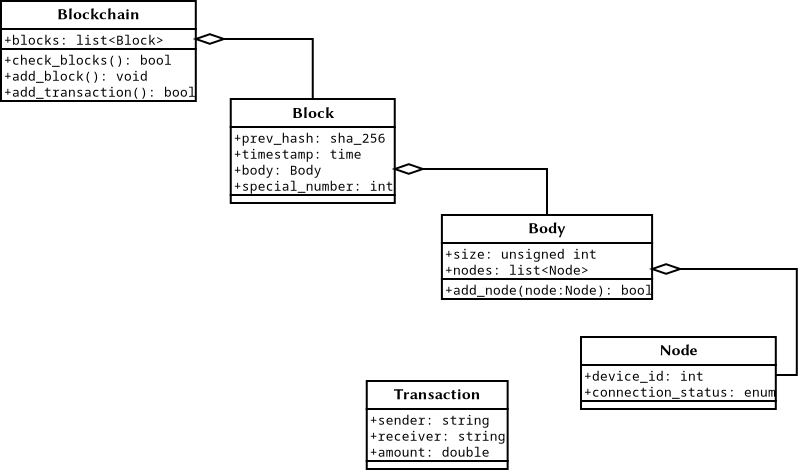 Blockchain
+blocks: list<Block>
+check_blocks(): bool
+add_block(): void
+add_transaction(): bool
Block
+prev_hash: sha_256
+timestamp: time
+body: Body
+special_number: int
Body
+size: unsigned int
+nodes: list<Node>
+add_node(node:Node): bool
Node
+device_id: int
+connection_status: enum
Transaction
+sender: string
+receiver: string
+amount: double